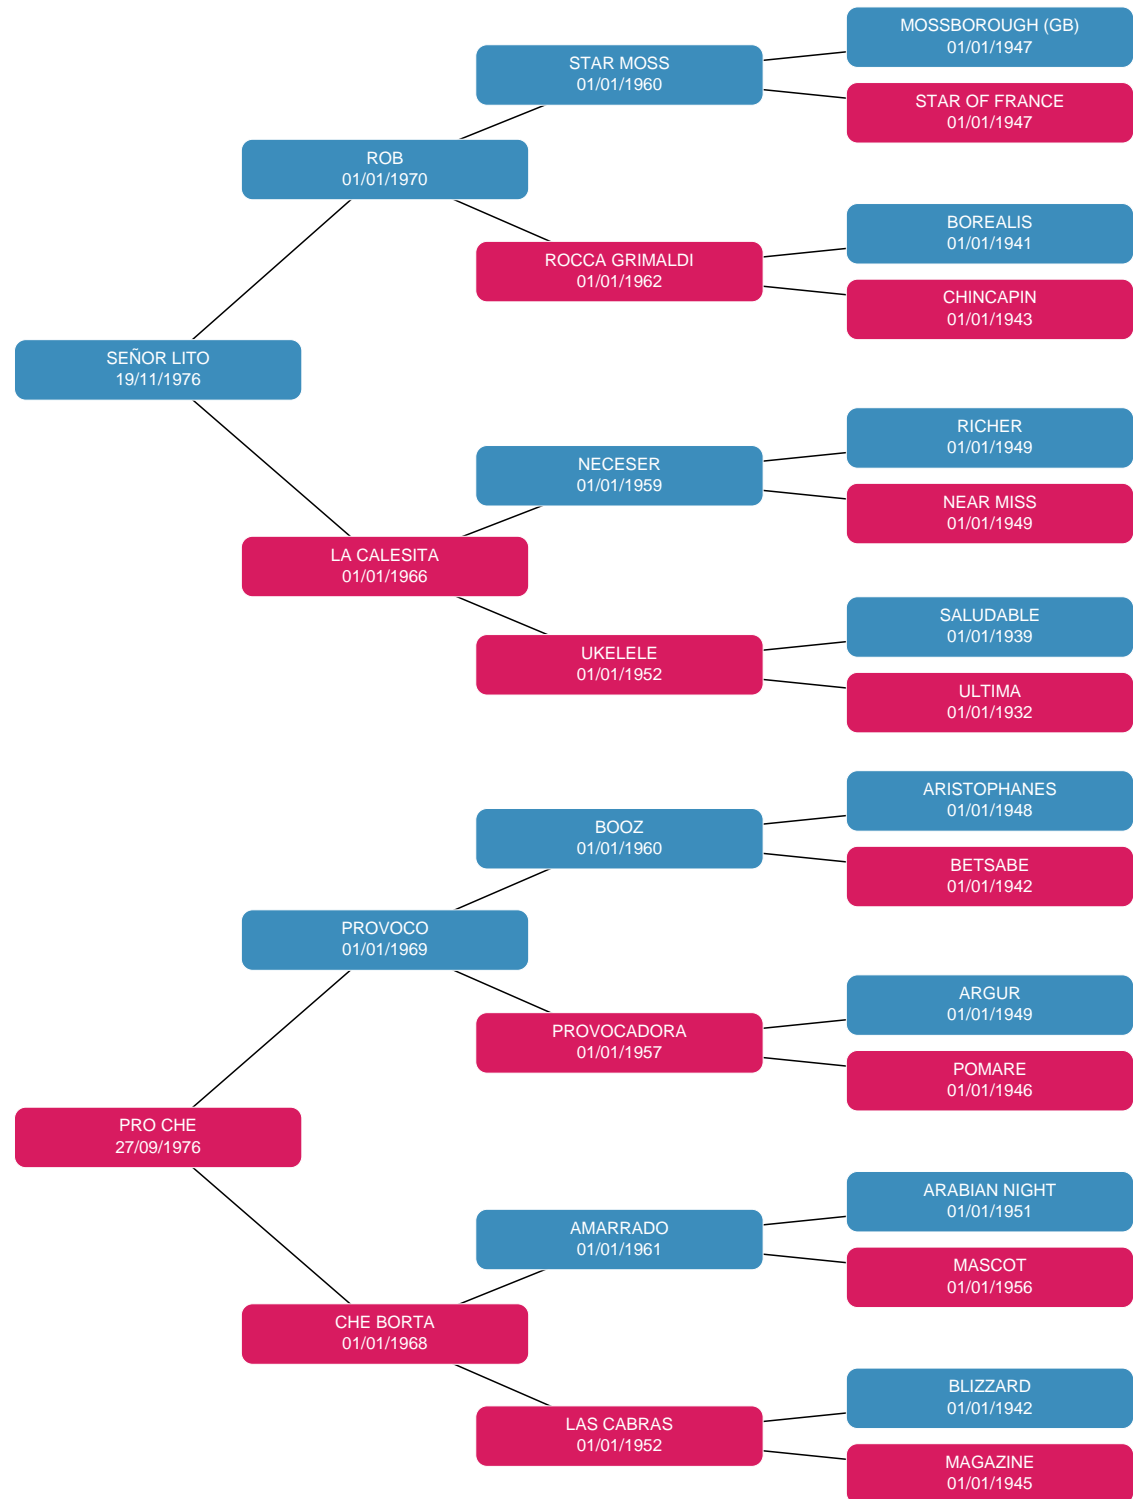 MOSSBOROUGH (GB)
01/01/1947
STAR MOSS
01/01/1960
STAR OF FRANCE
01/01/1947
ROB
01/01/1970
BOREALIS
01/01/1941
ROCCA GRIMALDI
01/01/1962
CHINCAPIN
01/01/1943
SEÑOR LITO
19/11/1976
RICHER
01/01/1949
NECESER
01/01/1959
NEAR MISS
01/01/1949
LA CALESITA
01/01/1966
SALUDABLE
01/01/1939
UKELELE
01/01/1952
ULTIMA
01/01/1932
ARISTOPHANES
01/01/1948
BOOZ
01/01/1960
BETSABE
01/01/1942
PROVOCO
01/01/1969
ARGUR
01/01/1949
PROVOCADORA
01/01/1957
POMARE
01/01/1946
PRO CHE
27/09/1976
ARABIAN NIGHT
01/01/1951
AMARRADO
01/01/1961
MASCOT
01/01/1956
CHE BORTA
01/01/1968
BLIZZARD
01/01/1942
LAS CABRAS
01/01/1952
MAGAZINE
01/01/1945